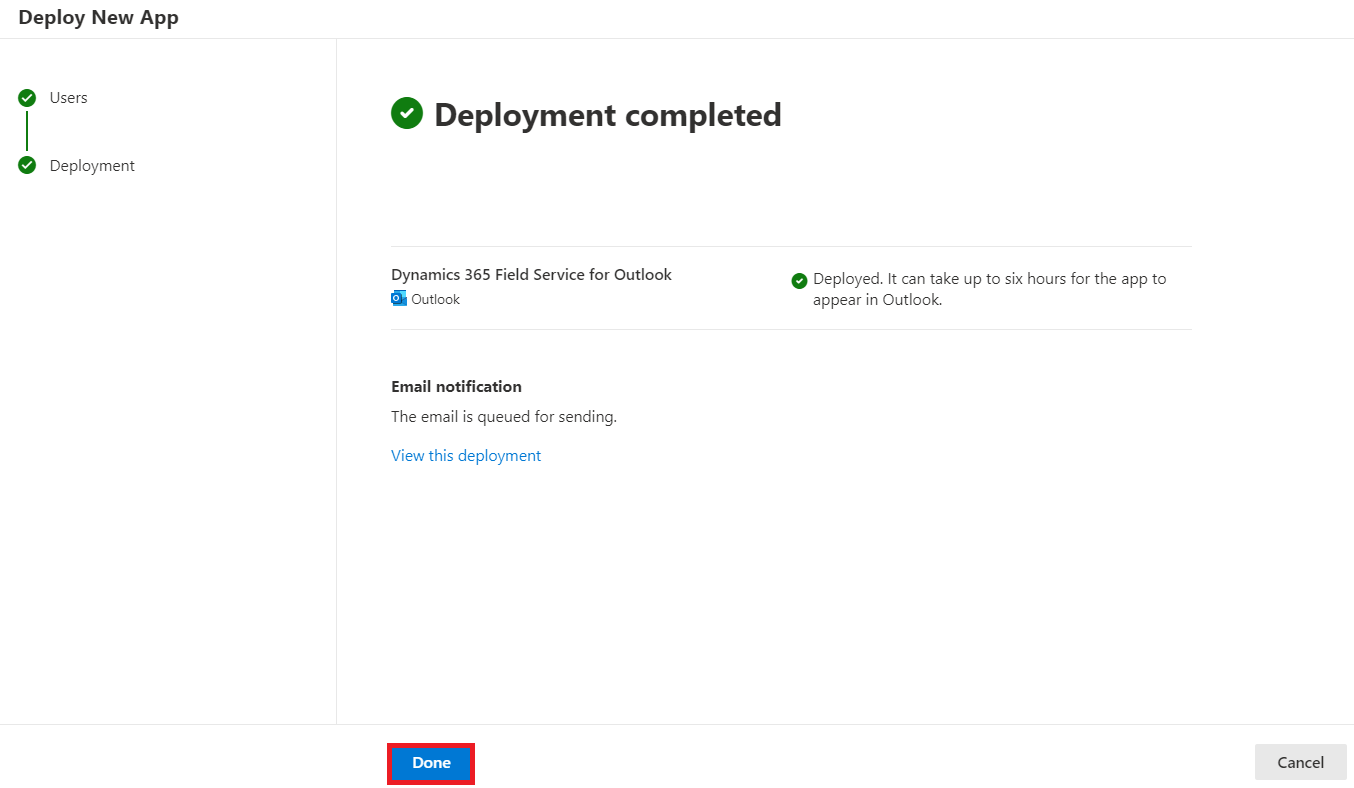 Deploy New App
Users
Deployment
Deployment completed
Dynamics 365 Field Service for Outlook
Outlook
Deployed. It can take up to six hours for the app to
appear in Outlook.
Email notification
The email is queued for sending.
View this deployment
Done
Cancel